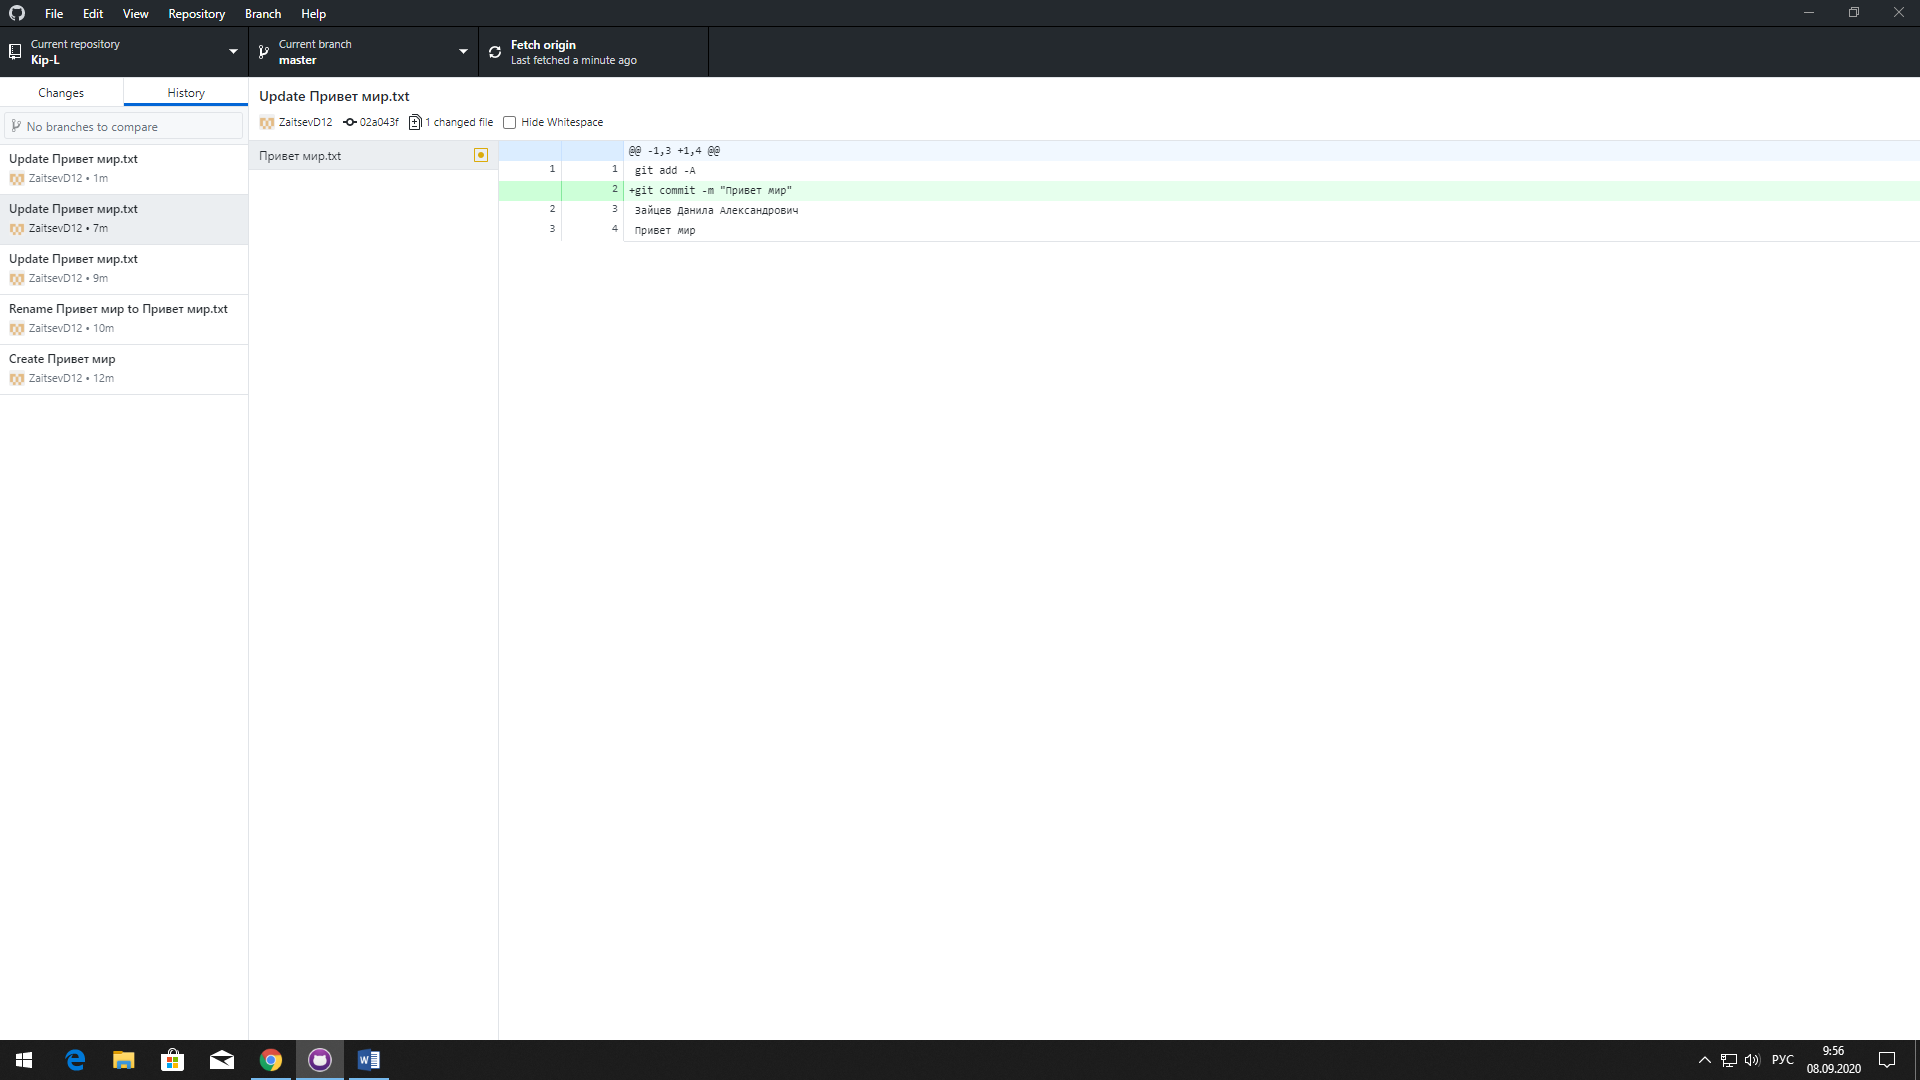 File Edit View Repository Branch Help
Current repository
Kip-L
Current branch
master
Fetch origin
Last fetched a minute ago
Changes
History
No branches to compare
Update Привет мир.txt
ZaitsevD12 • 1m
Update Привет мир.txt
ZaitsevD12 • 7m
Update Привет мир.txt
ZaitsevD12 • 9m
Rename Привет мир to Привет мир.txt
ZaitsevD12 • 10m
Create Привет мир
ZaitsevD12 • 12m
Update Привет мир.txt
ZaitsevD12 02a043f 1 changed file Hide Whitespace
Привет мир.txt
@@ -1,3 +1,4 @@
1 1 git add -A
2 +git commit -m "Привет мир"
2 3 Зайцев Данила Александрович
3 4 Привет мир
РУС
9:56
08.09.2020